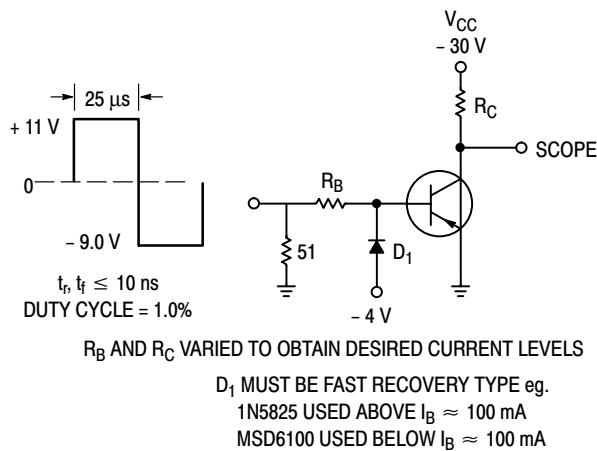 V_CC
– 30 V
25 μs
+ 11 V
R_C
SCOPE
0
R_B
– 9.0 V
51
D_1
t_r, t_f ≤ 10 ns
DUTY CYCLE = 1.0%
– 4 V
R_B AND R_C VARIED TO OBTAIN DESIRED CURRENT LEVELS
D_1 MUST BE FAST RECOVERY TYPE eg.
1N5825 USED ABOVE I_B ≈ 100 mA
MSD6100 USED BELOW I_B ≈ 100 mA